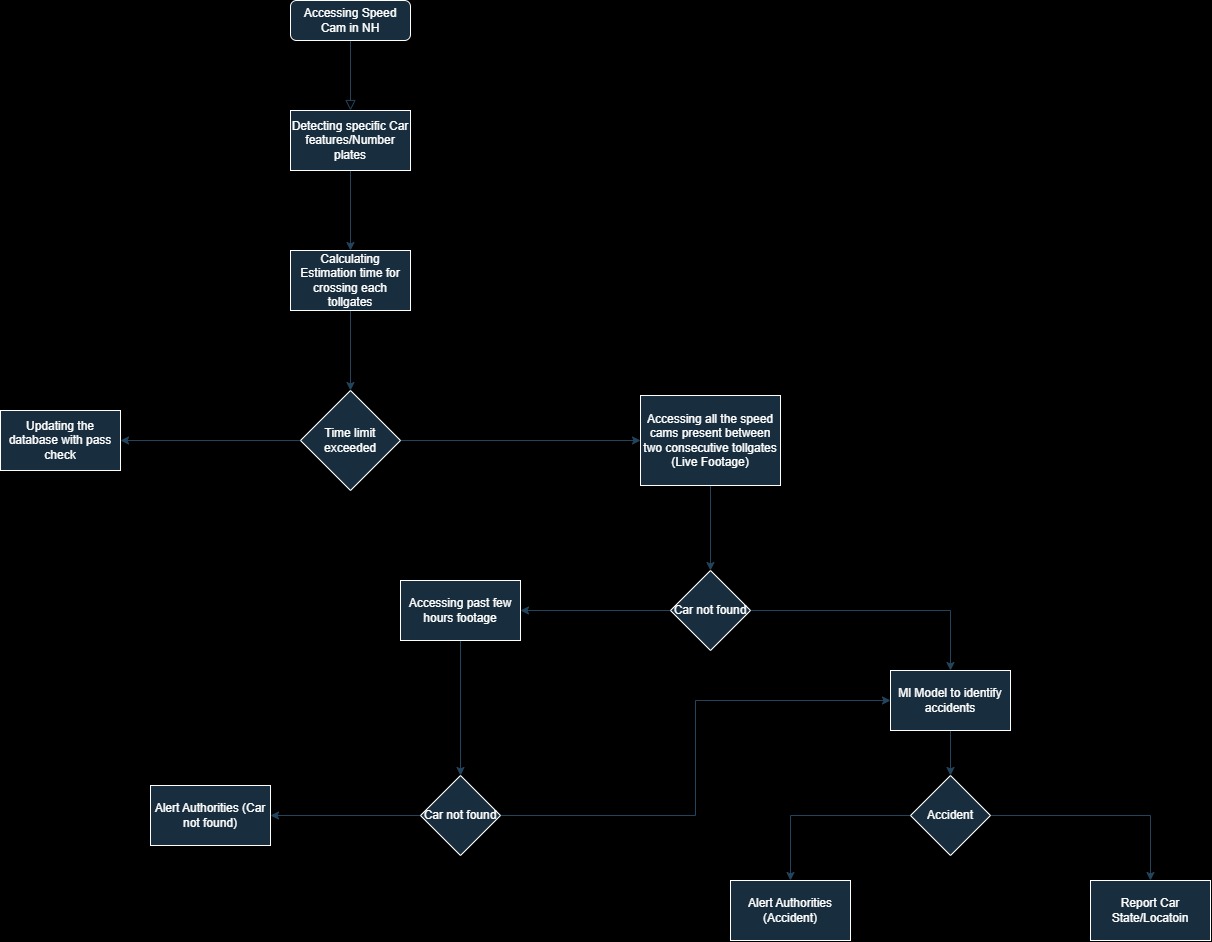 Accessing Speed
Cam in NH
Detecting specific Car
features/Number
plates
Calculating
Estimation time for
crossing each
tollgates
Time limit
exceeded
Updating the
database with pass
check
Accessing all the speed
cams present between
two consecutive tollgates
(Live Footage)
Car not found
Accessing past few
hours footage
Ml Model to identify
accidents
Car not found
Alert Authorities (Car
not found)
Accident
Alert Authorities
(Accident)
Report Car
State/Locatoin